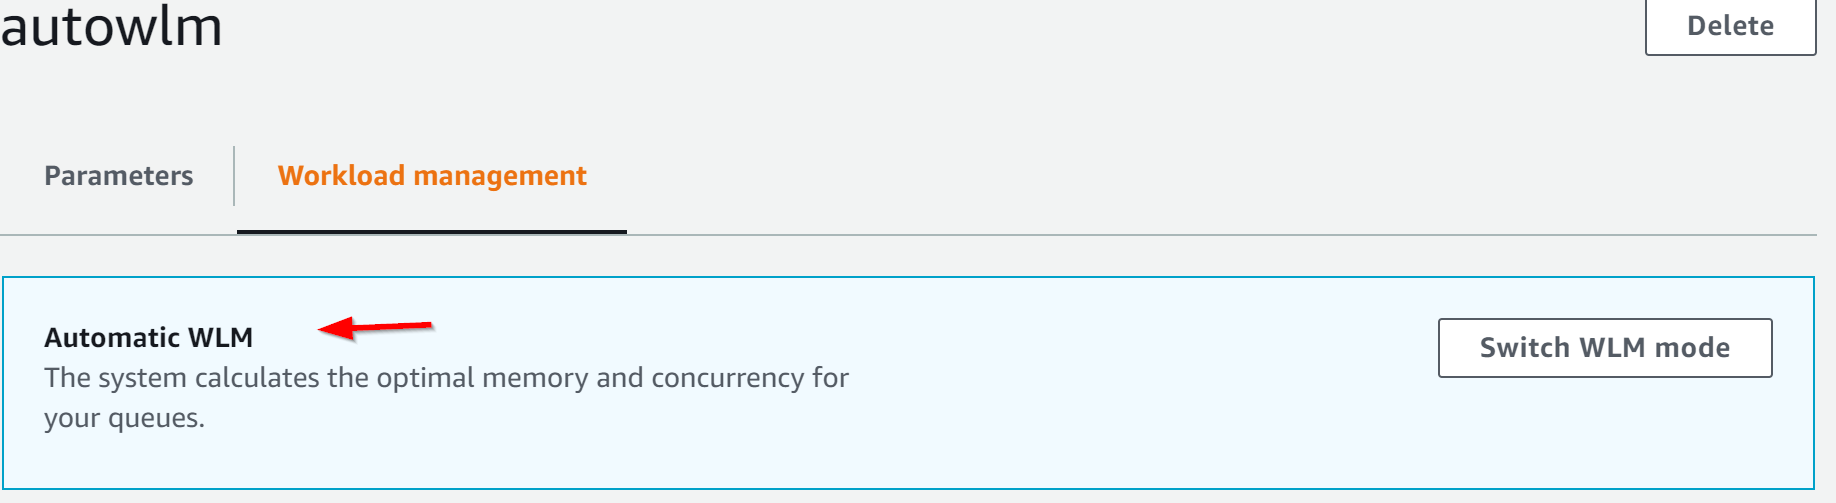 autowlm
Delete
Parameters
Workload management
Automatic WLM
Switch WLM mode
The system calculates the optimal memory and concurrency for
your queues.